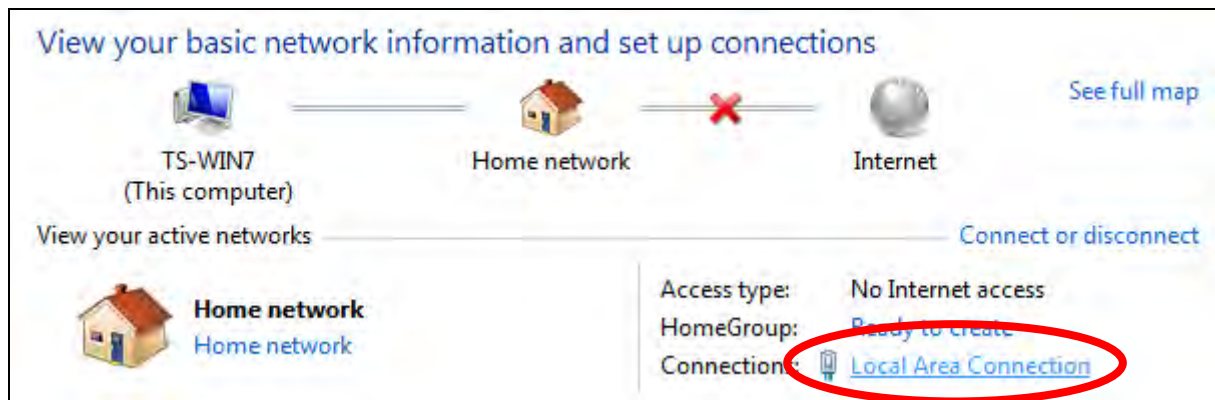 View your basic network information and set up connections
See full map
TS-WIN7
(This computer)
Home network
Internet
View your active networks
Connect or disconnect
Home network
Home network
Access type: No Internet access
HomeGroup: Ready to create
Connections: Local Area Connection